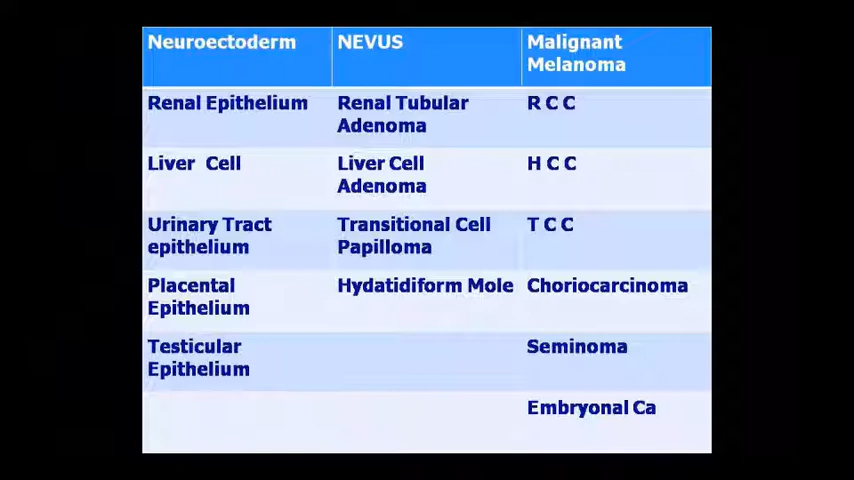 Neuroectoderm NEVUS Malignant
Melanoma
Renal Epithelium Renal Tubular R C C
Adenoma
Liver Cell Liver Cell H C C
Adenoma
Urinary Tract Transitional Cell T C C
epithelium Papilloma
Placental Hydatidiform Mole Choriocarcinoma
Epithelium
Testicular Seminoma
Epithelium
Embryonal Ca